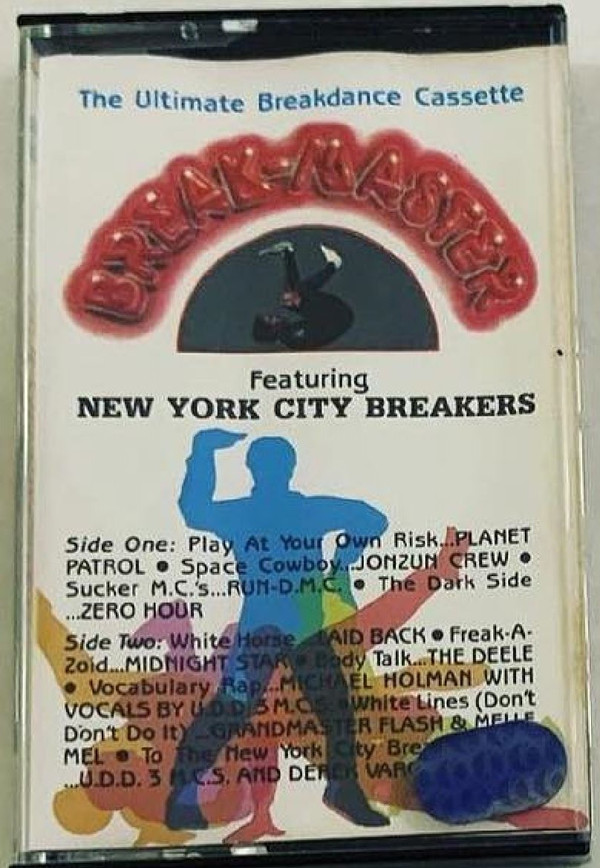 The Ultimate Breakdance Cassette
BREAK-MASTER
Featuring
NEW YORK CITY BREAKERS
Side One: Play At Your Own Risk...PLANET
PATROL ● Space Cowboy...JONZUN CREW ●
Sucker M.C.'s...RUN-D.M.C. ● The Dark Side
...ZERO HOUR
Side Two: White Horse...LAID BACK ● Freak-A-
Zoid...MIDNIGHT STAR ● Body Talk...THE DEELE
● Vocabulary Rap...MICHAEL HOLMAN WITH
VOCALS BY U.D.D. 3 M.C.S. ● White Lines (Don't
Don't Do It)...GRANDMASTER FLASH & MELLE
MEL ● To The New York City
...U.D.D. 3 M.C.S. AND DEREK